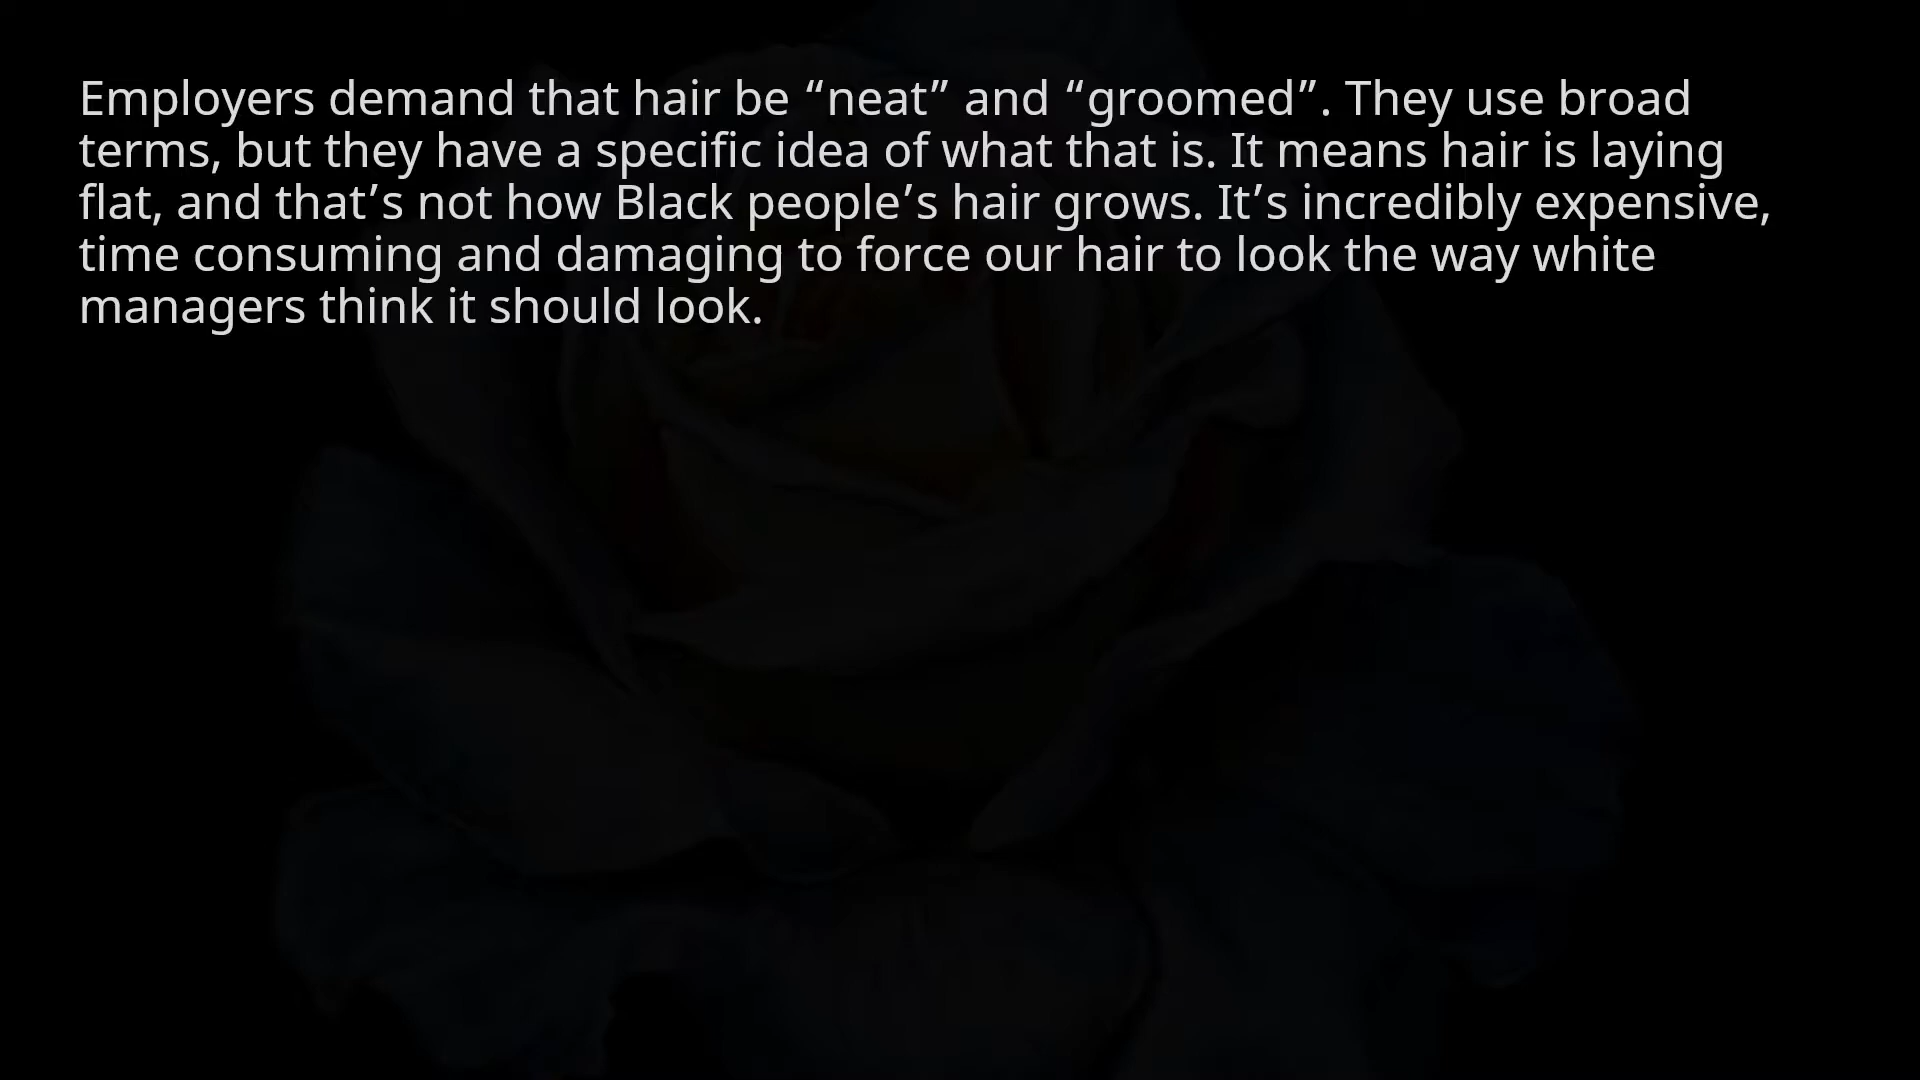 Employers demand that hair be “neat” and “groomed”. They use broad
terms, but they have a specific idea of what that is. It means hair is laying
flat, and that’s not how Black people’s hair grows. It’s incredibly expensive,
time consuming and damaging to force our hair to look the way white
managers think it should look.